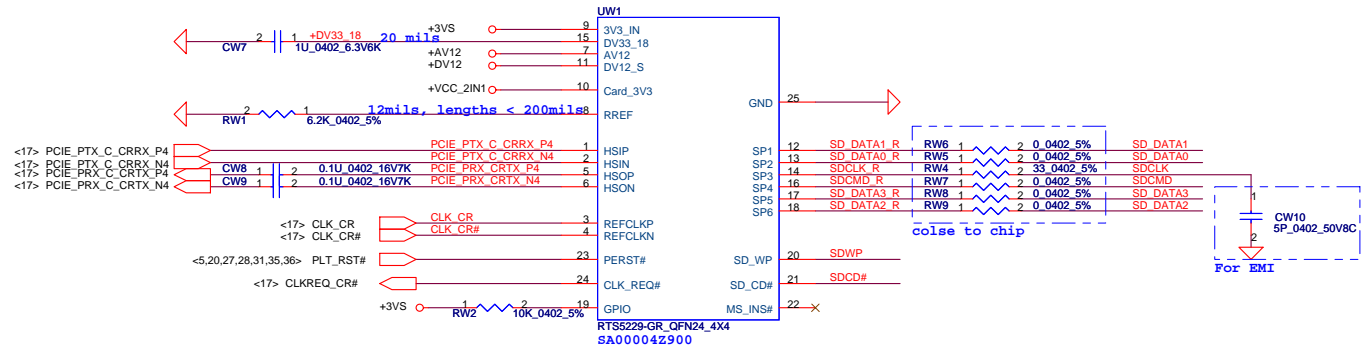 UW1
+3VS
9
3V3_IN
CW7
2
1
+DV33_18
20 mils
1U_0402_6.3V6K
15
DV33_18
+AV12
7
AV12
+DV12
11
DV12_S
+VCC_2IN1
10
Card_3V3
RW1
2
1
12mils, lengths < 200mils
6.2K_0402_5%
8
RREF
GND
25
<17> PCIE_PTX_C_CRRX_P4
PCIE_PTX_C_CRRX_P4
1
HSIP
<17> PCIE_PTX_C_CRRX_N4
PCIE_PTX_C_CRRX_N4
2
HSIN
<17> PCIE_PRX_C_CRTX_P4
CW8
1
2
0.1U_0402_16V7K
PCIE_PRX_CRTX_P4
5
HSOP
<17> PCIE_PRX_C_CRTX_N4
CW9
1
2
0.1U_0402_16V7K
PCIE_PRX_CRTX_N4
6
HSON
SP1
12
SD_DATA1_R
RW6
1
2
0_0402_5%
SD_DATA1
SP2
13
SD_DATA0_R
RW5
1
2
0_0402_5%
SD_DATA0
SP3
14
SDCLK_R
RW4
1
2
33_0402_5%
SDCLK
SP4
16
SDCMD_R
RW7
1
2
0_0402_5%
SDCMD
SP5
17
SD_DATA3_R
RW8
1
2
0_0402_5%
SD_DATA3
SP6
18
SD_DATA2_R
RW9
1
2
0_0402_5%
SD_DATA2
colse to chip
1
CW10
5P_0402_50V8C
2
For EMI
<17> CLK_CR
CLK_CR
3
REFCLKP
<17> CLK_CR#
CLK_CR#
4
REFCLKN
<5,20,27,28,31,35,36> PLT_RST#
23
PERST#
SD_WP
20
SDWP
<17> CLKREQ_CR#
24
CLK_REQ#
SD_CD#
21
SDCD#
+3VS
RW2
1
2
10K_0402_5%
19
GPIO
MS_INS#
22
RTS5229-GR_QFN24_4X4
SA00004Z900